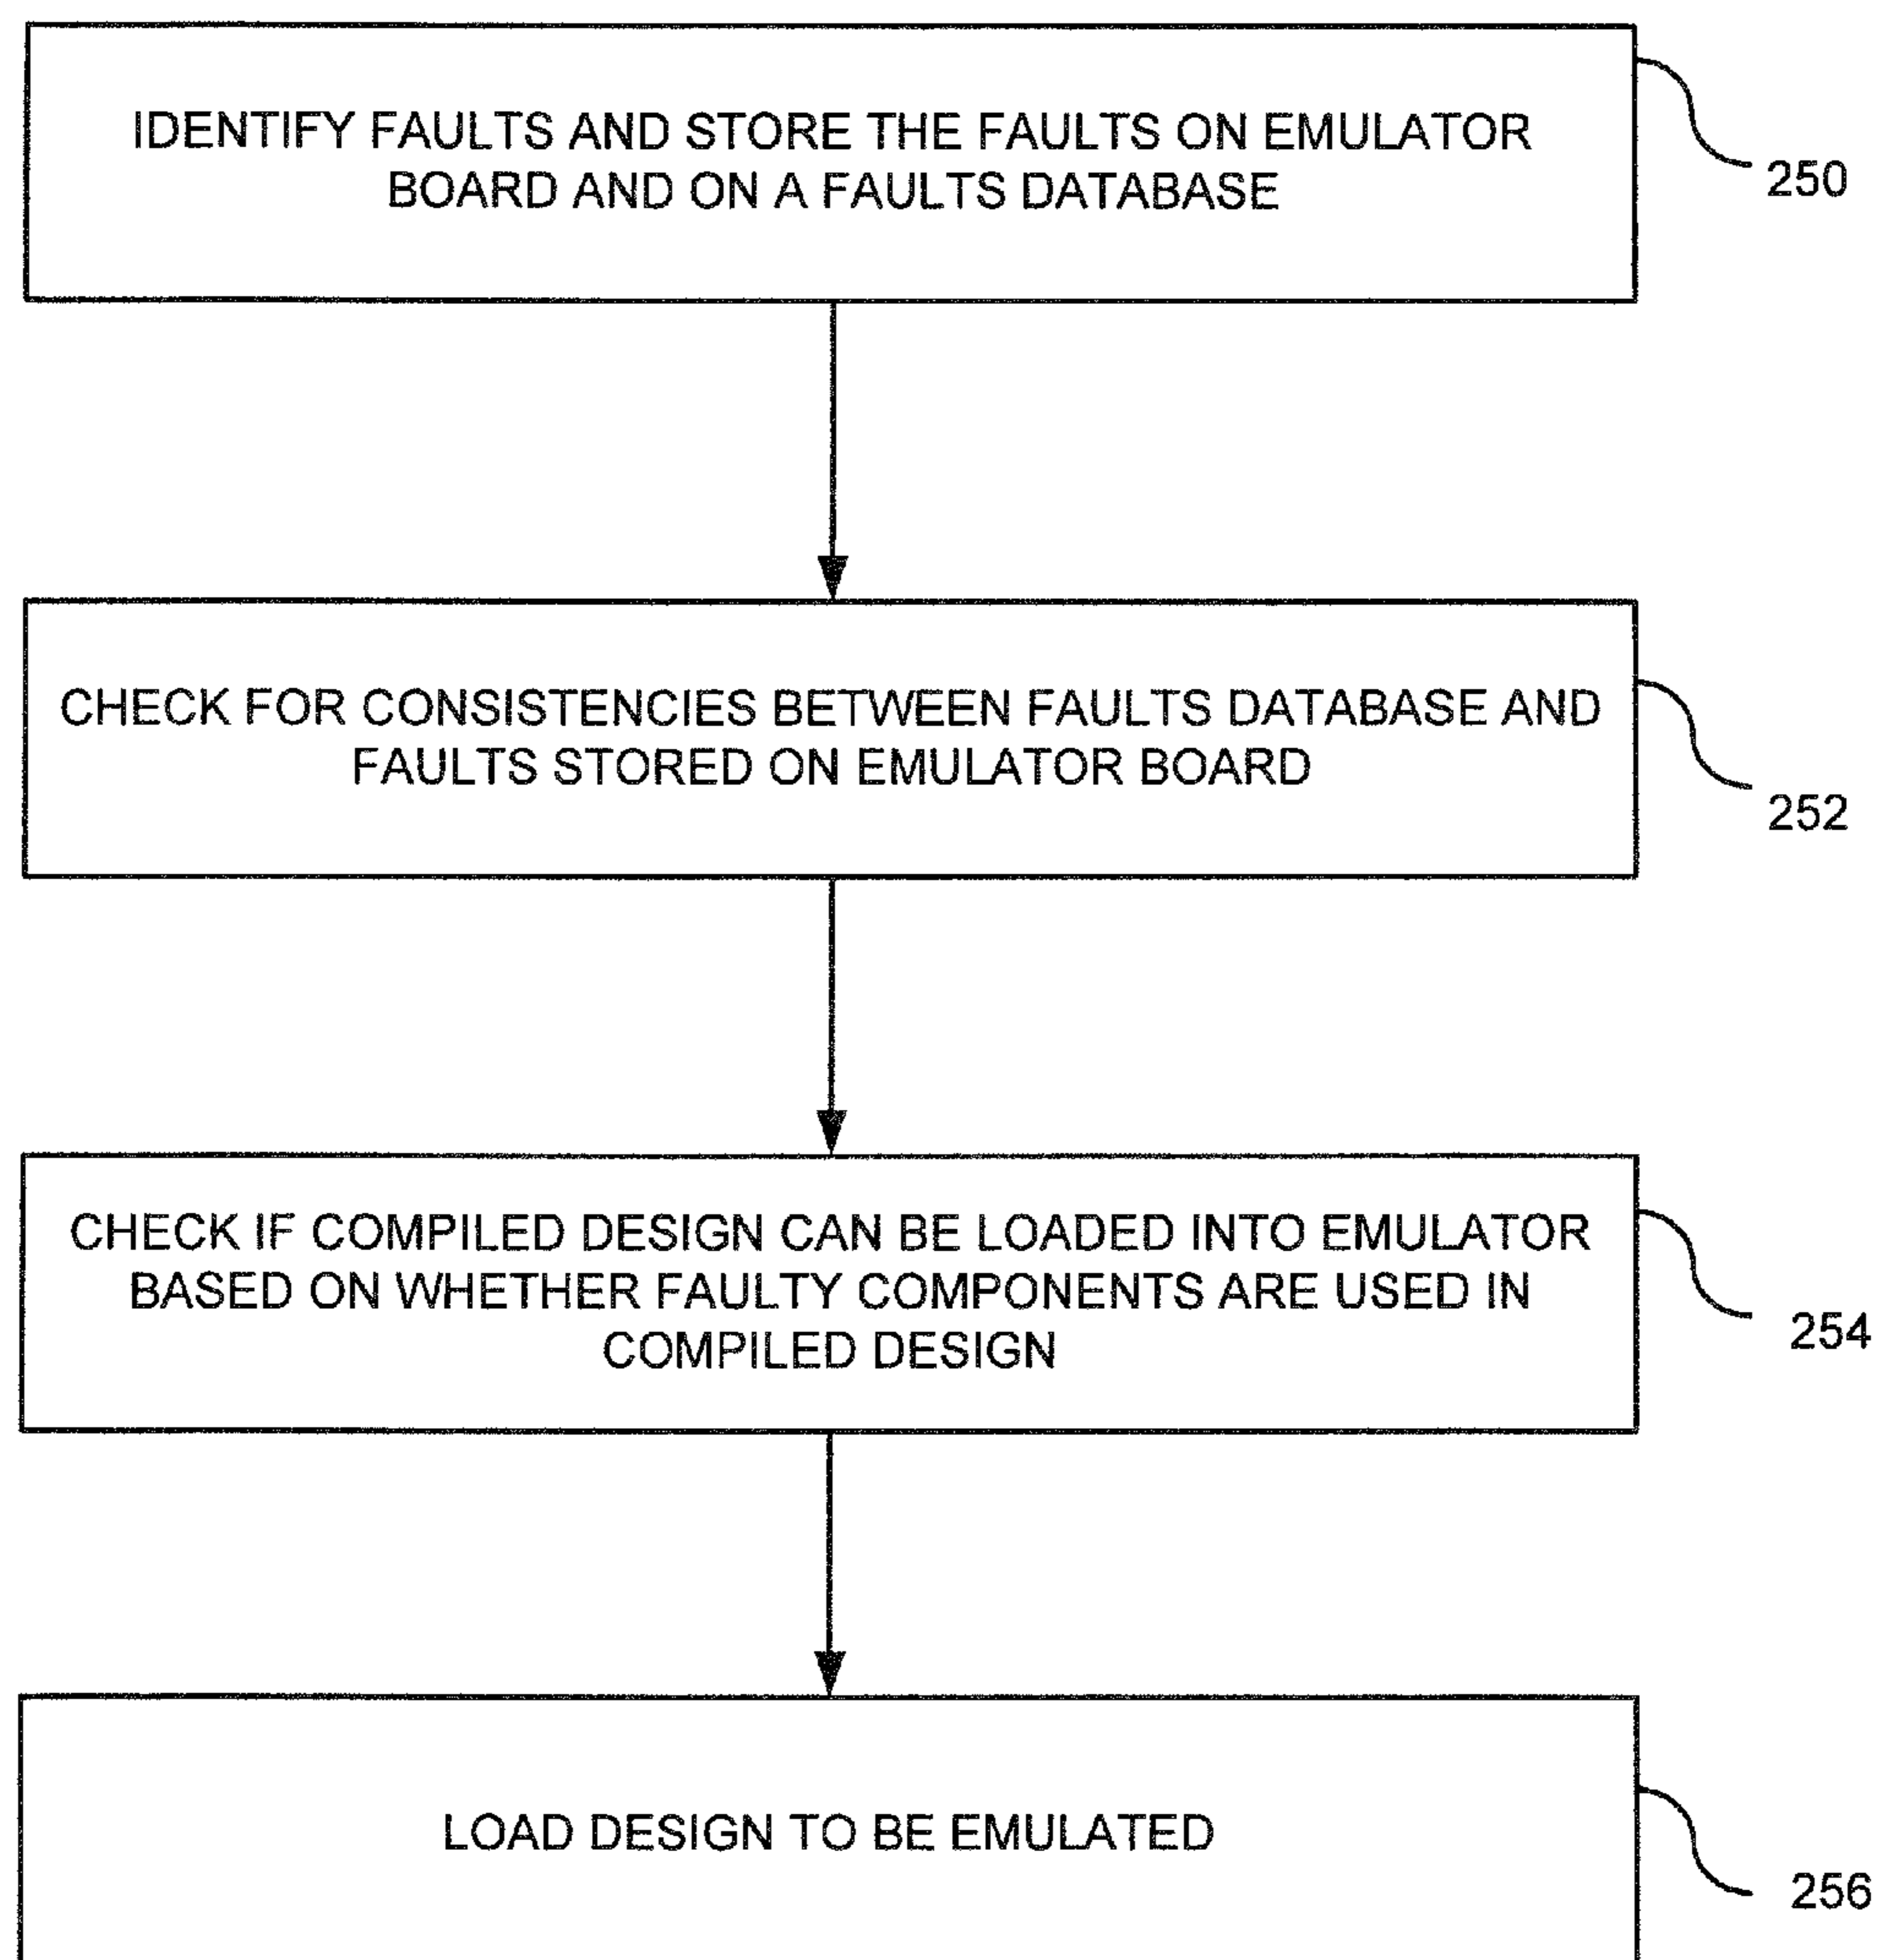 IDENTIFY FAULTS AND STORE THE FAULTS ON EMULATOR
BOARD AND ON A FAULTS DATABASE
250
CHECK FOR CONSISTENCIES BETWEEN FAULTS DATABASE AND
FAULTS STORED ON EMULATOR BOARD
252
CHECK IF COMPILED DESIGN CAN BE LOADED INTO EMULATOR
BASED ON WHETHER FAULTY COMPONENTS ARE USED IN
COMPILED DESIGN
254
LOAD DESIGN TO BE EMULATED
256